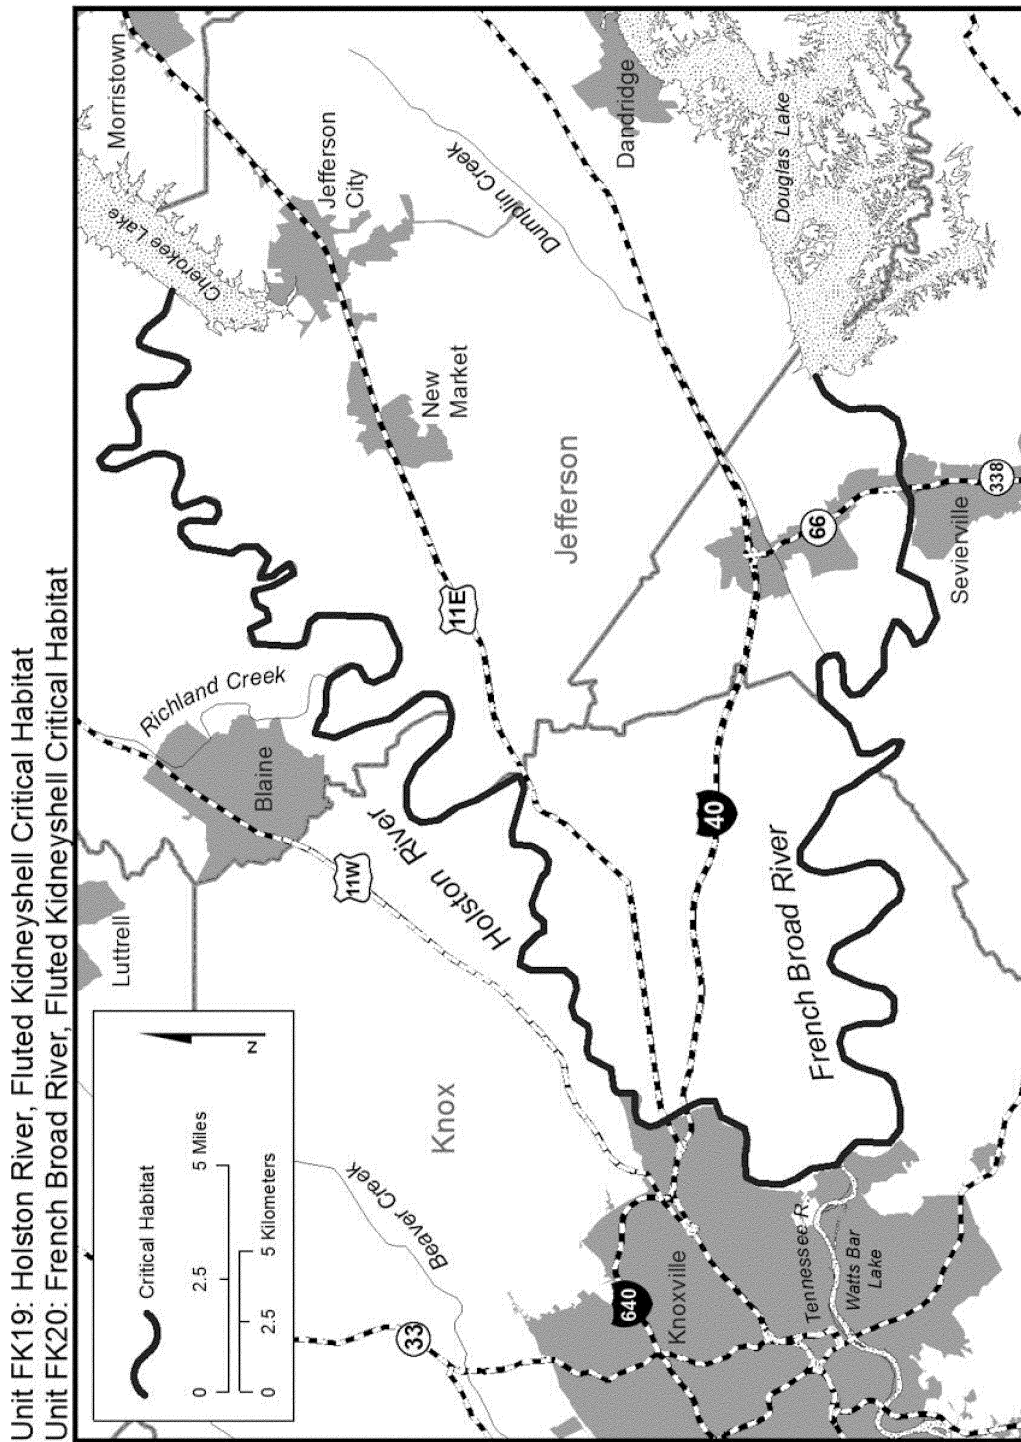 Unit FK19: Holston River, Fluted Kidneyshell Critical Habitat
Unit FK20: French Broad River, Fluted Kidneyshell Critical Habitat
Critical Habitat
0 2.5 5 Miles
0 2.5 5 Kilometers
N
Luttrell
Blaine
Richland Creek
Morristown
Cherokee Lake
Jefferson
City
New
Market
11W
Holston River
11E
Knox
Beaver Creek
33
Jefferson
Dumplin Creek
Dandridge
640
Knoxville
40
66
Douglas Lake
Tennessee R.
Watts Bar
Lake
French Broad River
Sevierville
338